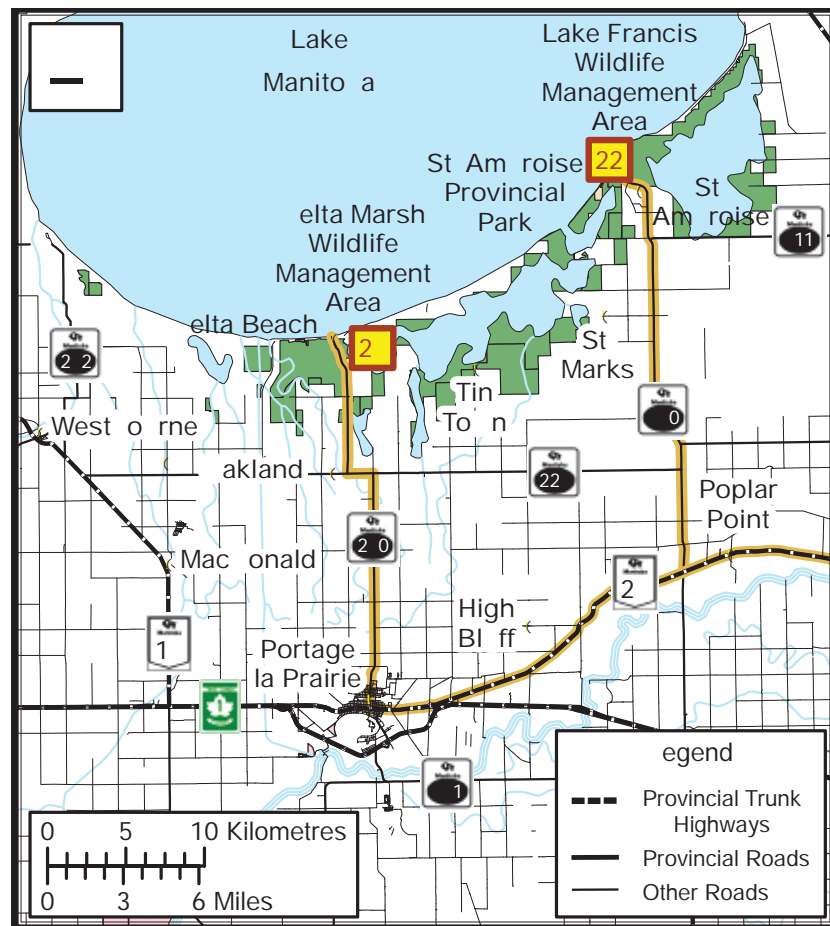 Lake
Manito a
Lake Francis
Wildlife
Management
Area
St Am roise
Provincial
Park
22
St
Am roise
11
elta Marsh
Wildlife
Management
Area
elta Beach
2
2 2
St
Marks
Tin
To n
0
West o rne
akland
22
Poplar
Point
2 0
Mac onald
2
High
Bl ff
1
Portage
la Prairie
1
1
egend
Provincial Trunk
Highways
Provincial Roads
Other Roads
0 5 10 Kilometres
0 3 6 Miles